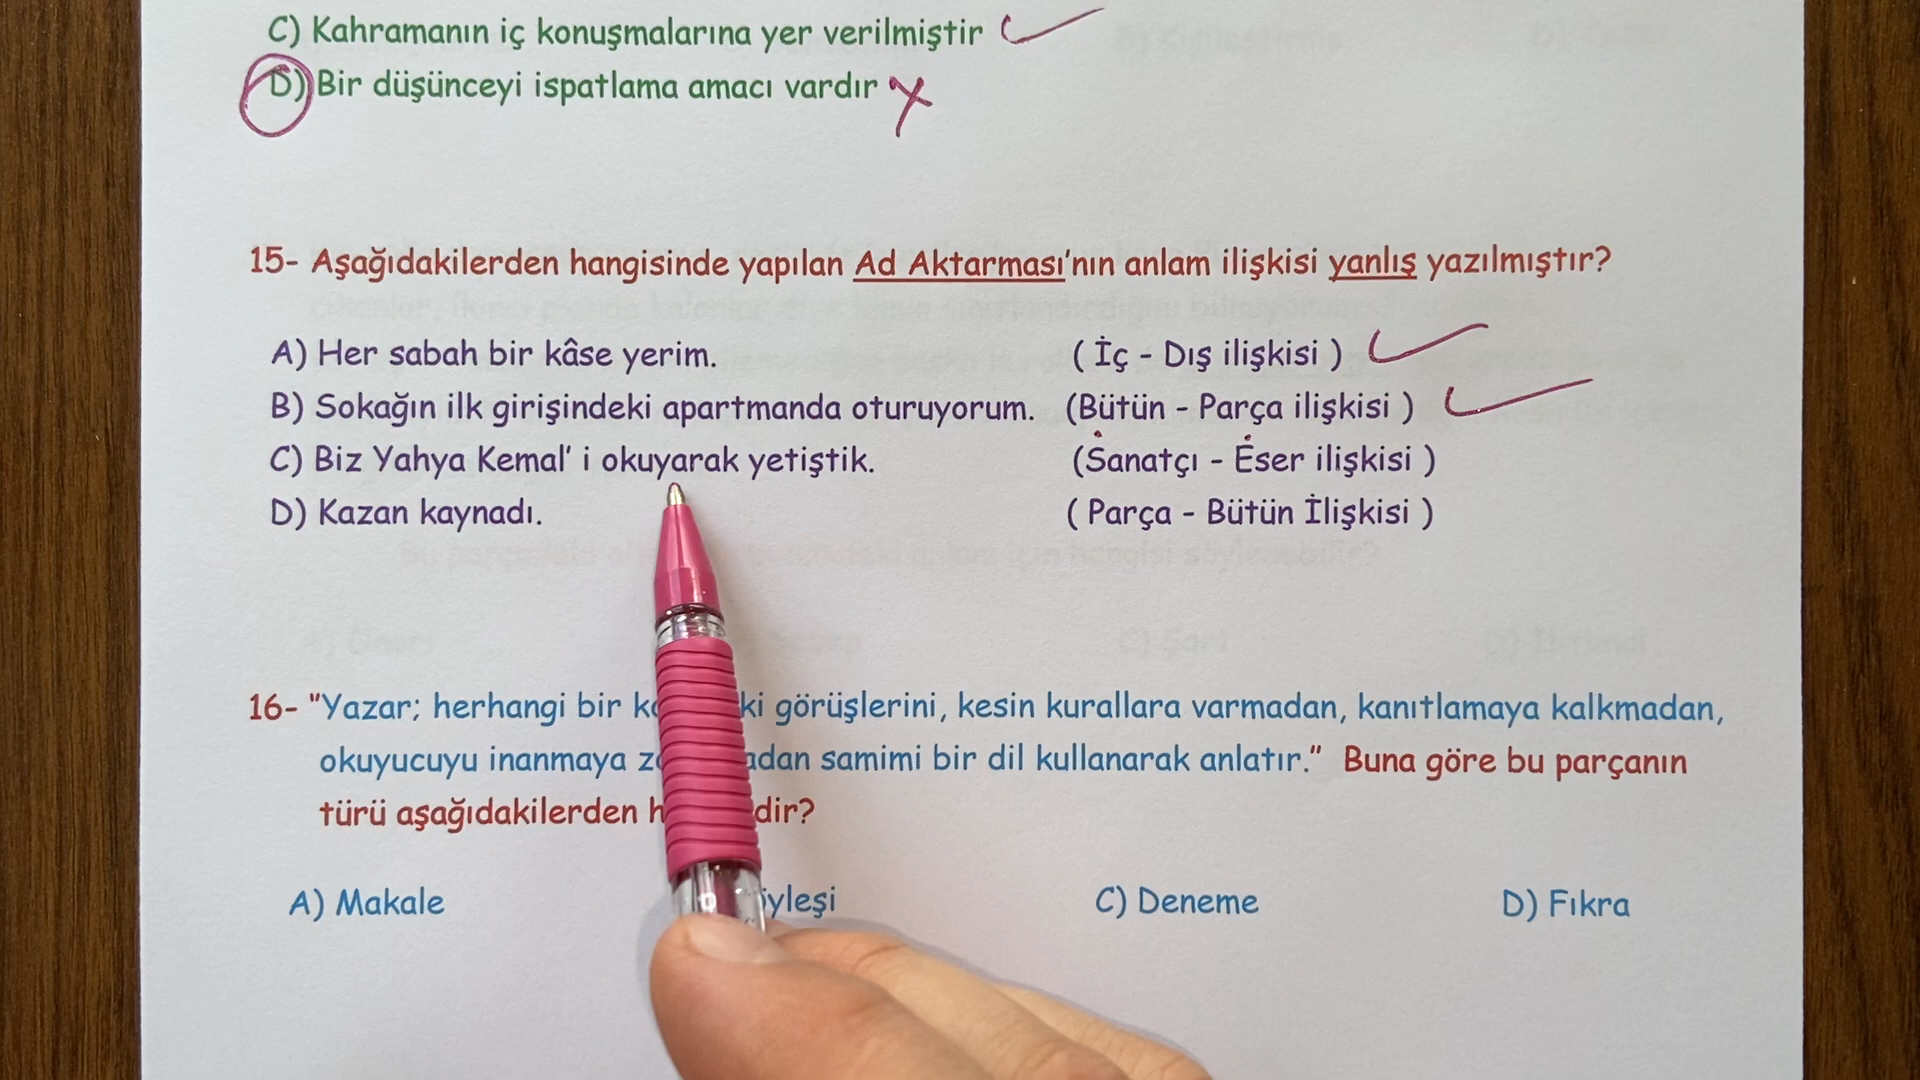 C) Kahramanın iç konuşmalarına yer verilmiştir
D) Bir düşünceyi ispatlama amacı vardır
15- Aşağıdakilerden hangisinde yapılan Ad Aktarması'nın anlam ilişkisi yanlış yazılmıştır?
A) Her sabah bir kâse yerim. ( İç - Dış ilişkisi )
B) Sokağın ilk girişindeki apartmanda oturuyorum. (Bütün - Parça ilişkisi )
C) Biz Yahya Kemal' i okuyarak yetiştik. (Sanatçı - Eser ilişkisi )
D) Kazan kaynadı. ( Parça - Bütün İlişkisi )
16- "Yazar; herhangi bir görüşlerini, kesin kurallara varmadan, kanıtlamaya kalkmadan,
okuyucuyu inanmaya samimi bir dil kullanarak anlatır." Buna göre bu parçanın
türü aşağıdakilerden
A) Makale C) Deneme D) Fıkra